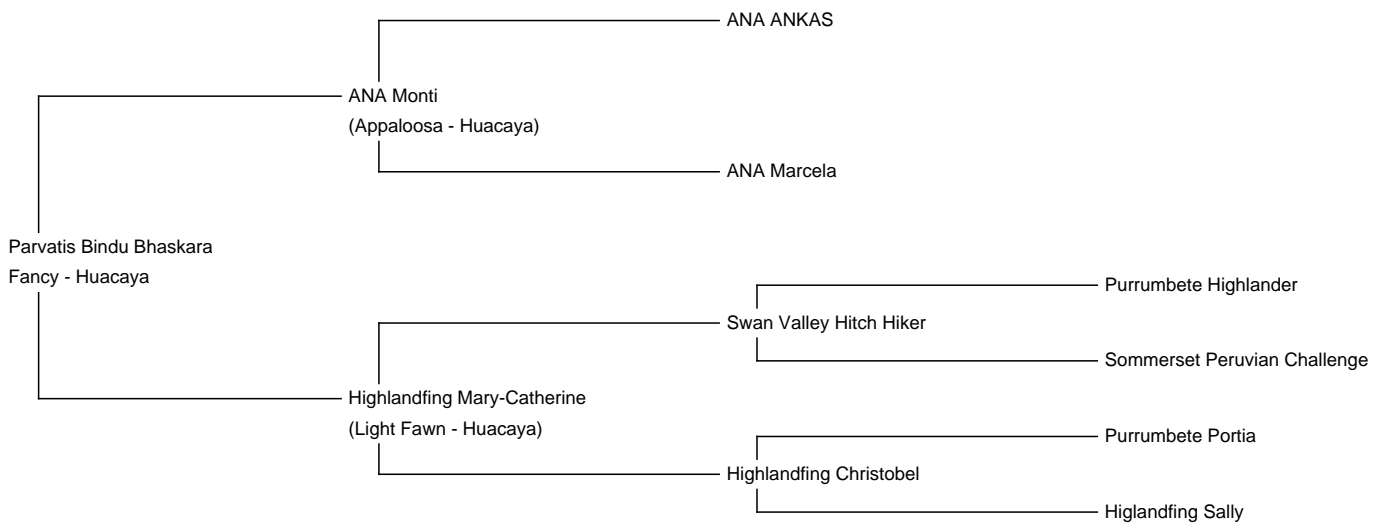 ANA ANKAS
ANA Monti
(Appaloosa - Huacaya)
ANA Marcela
Parvatis Bindu Bhaskara
Fancy - Huacaya
Purrumbete Highlander
Swan Valley Hitch Hiker
Sommerset Peruvian Challenge
Highlandfing Mary-Catherine
(Light Fawn - Huacaya)
Purrumbete Portia
Highlandfing Christobel
Higlandfing Sally